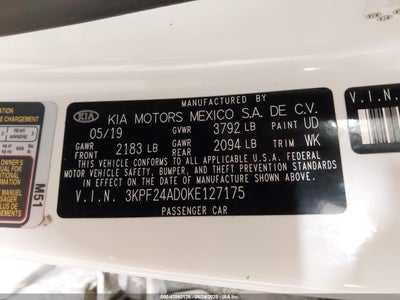 MANUFACTURED BY
KIA KIA MOTORS MEXICO S.A. DE C.V.
05/19 GVWR 3792 LB PAINT UD
GAWR FRONT 2183 LB GAWR REAR 2094 LB TRIM WK
THIS VEHICLE CONFORMS TO ALL APPLICABLE U.S.A. FEDERAL
MOTOR VEHICLE SAFETY, BUMPER, AND THEFT PREVENTION
STANDARDS IN EFFECT ON THE DATE OF MANUFACTURE SHOWN ABOVE.
V.I.N. 3KPF24AD0KE127175
PASSENGER CAR
M51
V.I.N.